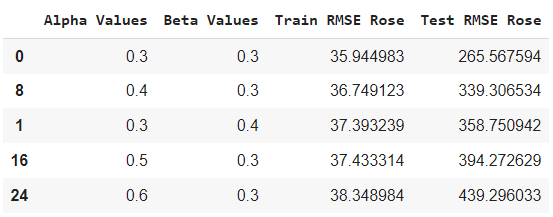 Alpha Values Beta Values Train RMSE Rose Test RMSE Rose
0 0.3 0.3 35.944983 265.567594
8 0.4 0.3 36.749123 339.306534
1 0.3 0.4 37.393239 358.750942
16 0.5 0.3 37.433314 394.272629
24 0.6 0.3 38.348984 439.296033